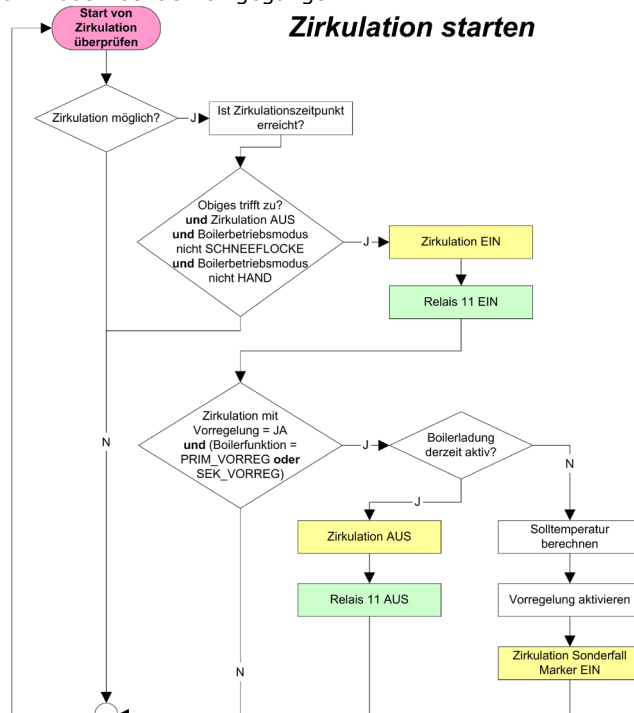 Start von
Zirkulation
überprüfen
Zirkulation starten
Zirkulation möglich?
J
Ist Zirkulationszeitpunkt
erreicht?
Obiges trifft zu?
und Zirkulation AUS
und Boilerbetriebsmodus
nicht SCHNEEFLOCKE
und Boilerbetriebsmodus
nicht HAND
J
Zirkulation EIN
Relais 11 EIN
Zirkulation mit
Vorregelung = JA
und (Boilerfunktion =
PRIM_VORREG oder
SEK_VORREG)
J
Boilerladung
derzeit aktiv?
N
N
J
Zirkulation AUS
Solltemperatur
berechnen
Relais 11 AUS
Vorregelung aktivieren
Zirkulation Sonderfall
Marker EIN
N